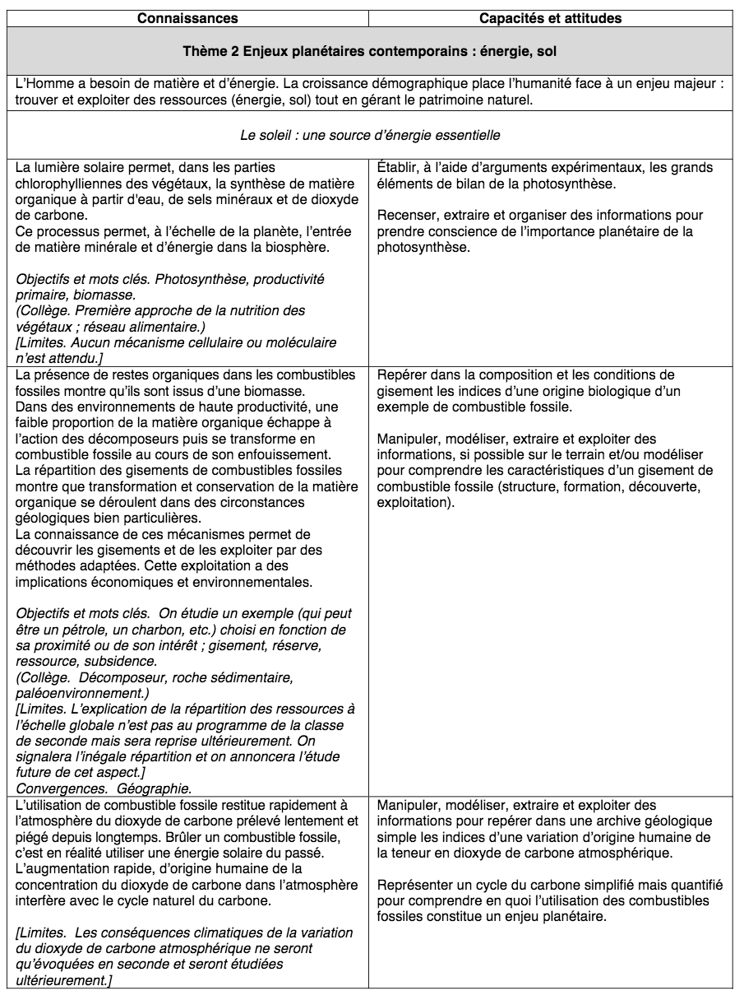 Connaissances
Capacités et attitudes
Thème 2 Enjeux planétaires contemporains : énergie, sol
L’Homme a besoin de matière et d’énergie. La croissance démographique place l’humanité face à un enjeu majeur :
trouver et exploiter des ressources (énergie, sol) tout en gérant le patrimoine naturel.
Le soleil : une source d’énergie essentielle
La lumière solaire permet, dans les parties
chlorophylliennes des végétaux, la synthèse de matière
organique à partir d'eau, de sels minéraux et de dioxyde
de carbone.
Ce processus permet, à l’échelle de la planète, l’entrée
de matière minérale et d’énergie dans la biosphère.
Objectifs et mots clés. Photosynthèse, productivité
primaire, biomasse.
(Collège. Première approche de la nutrition des
végétaux ; réseau alimentaire.)
[Limites. Aucun mécanisme cellulaire ou moléculaire
n’est attendu.]
Établir, à l’aide d’arguments expérimentaux, les grands
éléments de bilan de la photosynthèse.
Recenser, extraire et organiser des informations pour
prendre conscience de l’importance planétaire de la
photosynthèse.
La présence de restes organiques dans les combustibles
fossiles montre qu’ils sont issus d’une biomasse.
Dans des environnements de haute productivité, une
faible proportion de la matière organique échappe à
l’action des décomposeurs puis se transforme en
combustible fossile au cours de son enfouissement.
La répartition des gisements de combustibles fossiles
montre que transformation et conservation de la matière
organique se déroulent dans des circonstances
géologiques bien particulières.
La connaissance de ces mécanismes permet de
découvrir les gisements et de les exploiter par des
méthodes adaptées. Cette exploitation a des
implications économiques et environnementales.
Objectifs et mots clés. On étudie un exemple (qui peut
être un pétrole, un charbon, etc.) choisi en fonction de
sa proximité ou de son intérêt ; gisement, réserve,
ressource, subsidence.
(Collège. Décomposeur, roche sédimentaire,
paléoenvironnement.)
[Limites. L’explication de la répartition des ressources à
l’échelle globale n’est pas au programme de la classe
de seconde mais sera reprise ultérieurement. On
signalera l’inégale répartition et on annoncera l’étude
future de cet aspect.]
Convergences. Géographie.
Repérer dans la composition et les conditions de
gisement les indices d’une origine biologique d’un
exemple de combustible fossile.
Manipuler, modéliser, extraire et exploiter des
informations, si possible sur le terrain et/ou modéliser
pour comprendre les caractéristiques d’un gisement de
combustible fossile (structure, formation, découverte,
exploitation).
L’utilisation de combustible fossile restitue rapidement à
l’atmosphère du dioxyde de carbone prélevé lentement et
piégé depuis longtemps. Brûler un combustible fossile,
c’est en réalité utiliser une énergie solaire du passé.
L’augmentation rapide, d’origine humaine de la
concentration du dioxyde de carbone dans l’atmosphère
interfère avec le cycle naturel du carbone.
[Limites. Les conséquences climatiques de la variation
du dioxyde de carbone atmosphérique ne seront
qu’évoquées en seconde et seront étudiées
ultérieurement.]
Manipuler, modéliser, extraire et exploiter des
informations pour repérer dans une archive géologique
simple les indices d’une variation d’origine humaine de
la teneur en dioxyde de carbone atmosphérique.
Représenter un cycle du carbone simplifié mais quantifié
pour comprendre en quoi l’utilisation des combustibles
fossiles constitue un enjeu planétaire.